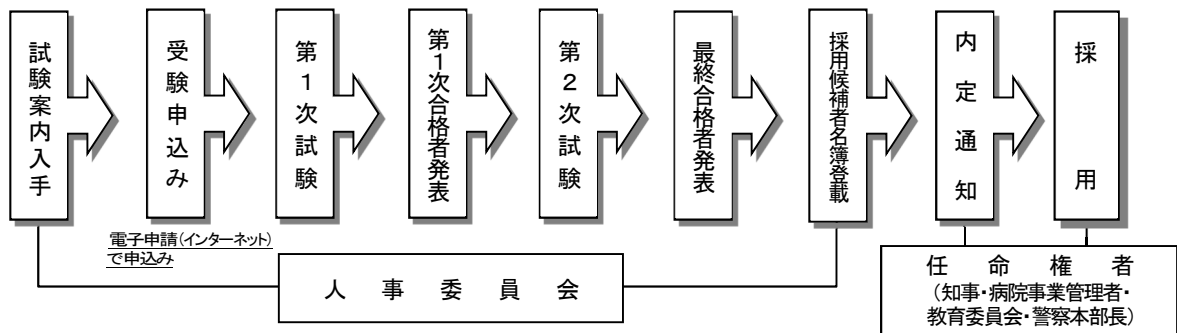 試験案内入手
受験申込み
第1次試験
第1次合格者発表
第2次試験
最終合格者発表
採用候補者名簿登載
内定通知
採用
電子申請(インターネット)
で申込み
人事委員会
任命権者
(知事・病院事業管理者・
教育委員会・警察本部長)